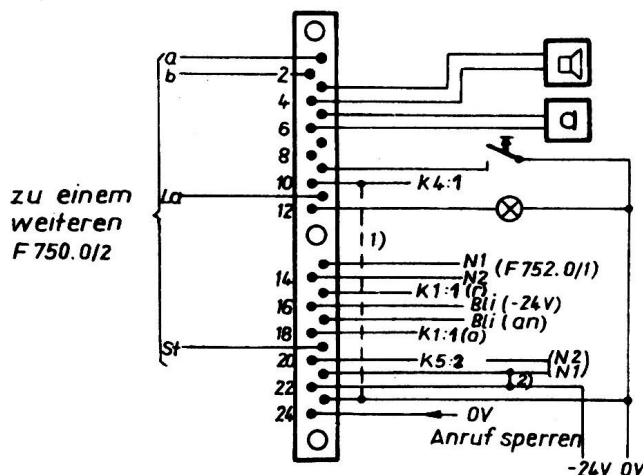 a
b
2
4
6
8
zu einem
weiteren
F 750.0/2
La
10
K4:1
12
1)
N1
(F 752.0/1)
14
N2
K1:1(r)
16
Bli (-24V)
Bli (an)
18
K1:1(a)
St
20
K5:2
(N2)
(N1)
22
2)
24
0V
Anruf sperren
-24V 0V